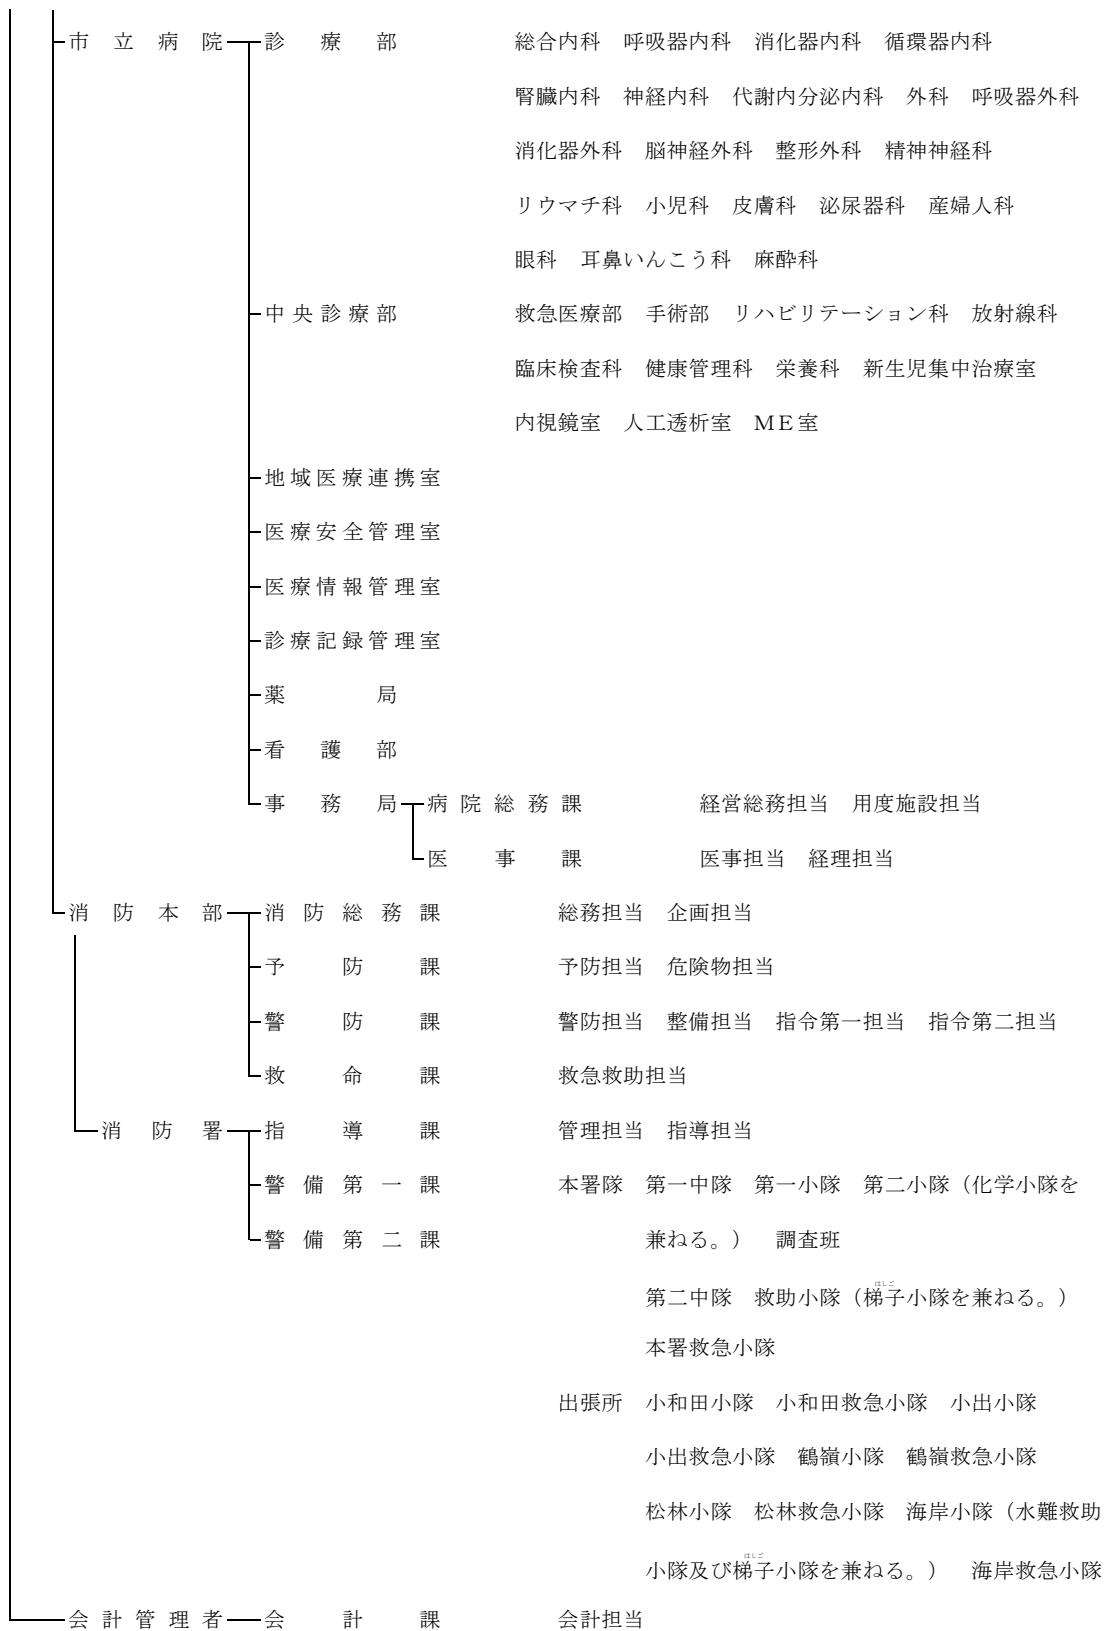 市立病院 診療部 総合内科 呼吸器内科 消化器内科 循環器内科
腎臓内科 神経内科 代謝内分泌内科 外科 呼吸器外科
消化器外科 脳神経外科 整形外科 精神神経科
リウマチ科 小児科 皮膚科 泌尿器科 産婦人科
眼科 耳鼻いんこう科 麻酔科
中央診療部 救急医療部 手術部 リハビリテーション科 放射線科
臨床検査科 健康管理科 栄養科 新生児集中治療室
内視鏡室 人工透析室 ＭＥ室
地域医療連携室
医療安全管理室
医療情報管理室
診療記録管理室
薬局
看護部
事務局 病院総務課 経営総務担当 用度施設担当
医事課 医事担当 経理担当
消防本部 消防総務課 総務担当 企画担当
予防課 予防担当 危険物担当
警防課 警防担当 整備担当 指令第一担当 指令第二担当
救命課 救急救助担当
消防署 指導課 管理担当 指導担当
警備第一課 本署隊 第一中隊 第一小隊 第二小隊（化学小隊を
警備第二課 兼ねる。） 調査班
はしご
第二中隊 救助小隊（梯子小隊を兼ねる。）
本署救急小隊
出張所 小和田小隊 小和田救急小隊 小出小隊
小出救急小隊 鶴嶺小隊 鶴嶺救急小隊
松林小隊 松林救急小隊 海岸小隊（水難救助
はしご
小隊及び梯子小隊を兼ねる。） 海岸救急小隊
会計管理者 会計課 会計担当